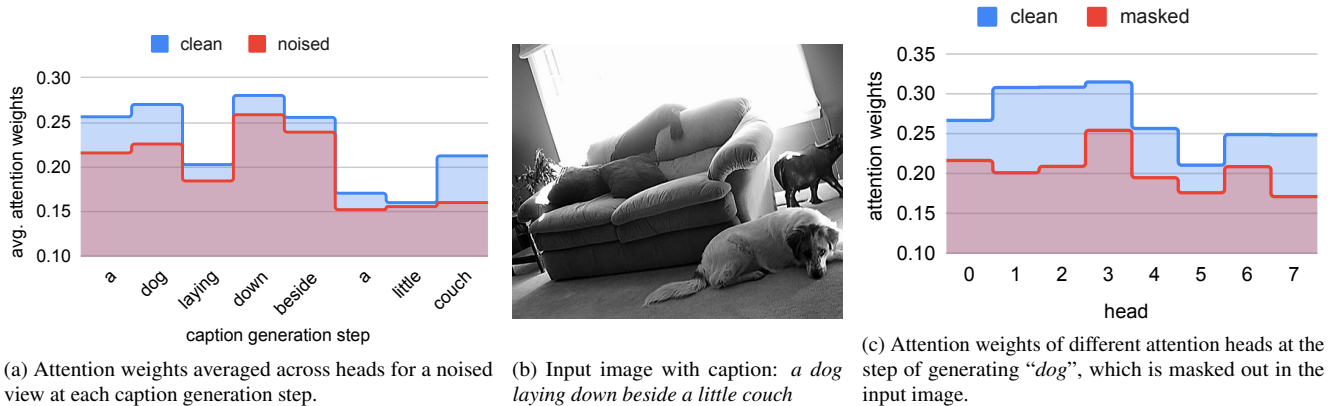 clean noised
avg. attention weights
0.30
0.25
0.20
0.15
0.10
a dog laying down beside a little couch
caption generation step
(a) Attention weights averaged across heads for a noised
view at each caption generation step.
(b) Input image with caption: a dog
laying down beside a little couch
clean masked
attention weights
0.35
0.30
0.25
0.20
0.15
0.10
0 1 2 3 4 5 6 7
head
(c) Attention weights of different attention heads at the
step of generating “dog”, which is masked out in the
input image.